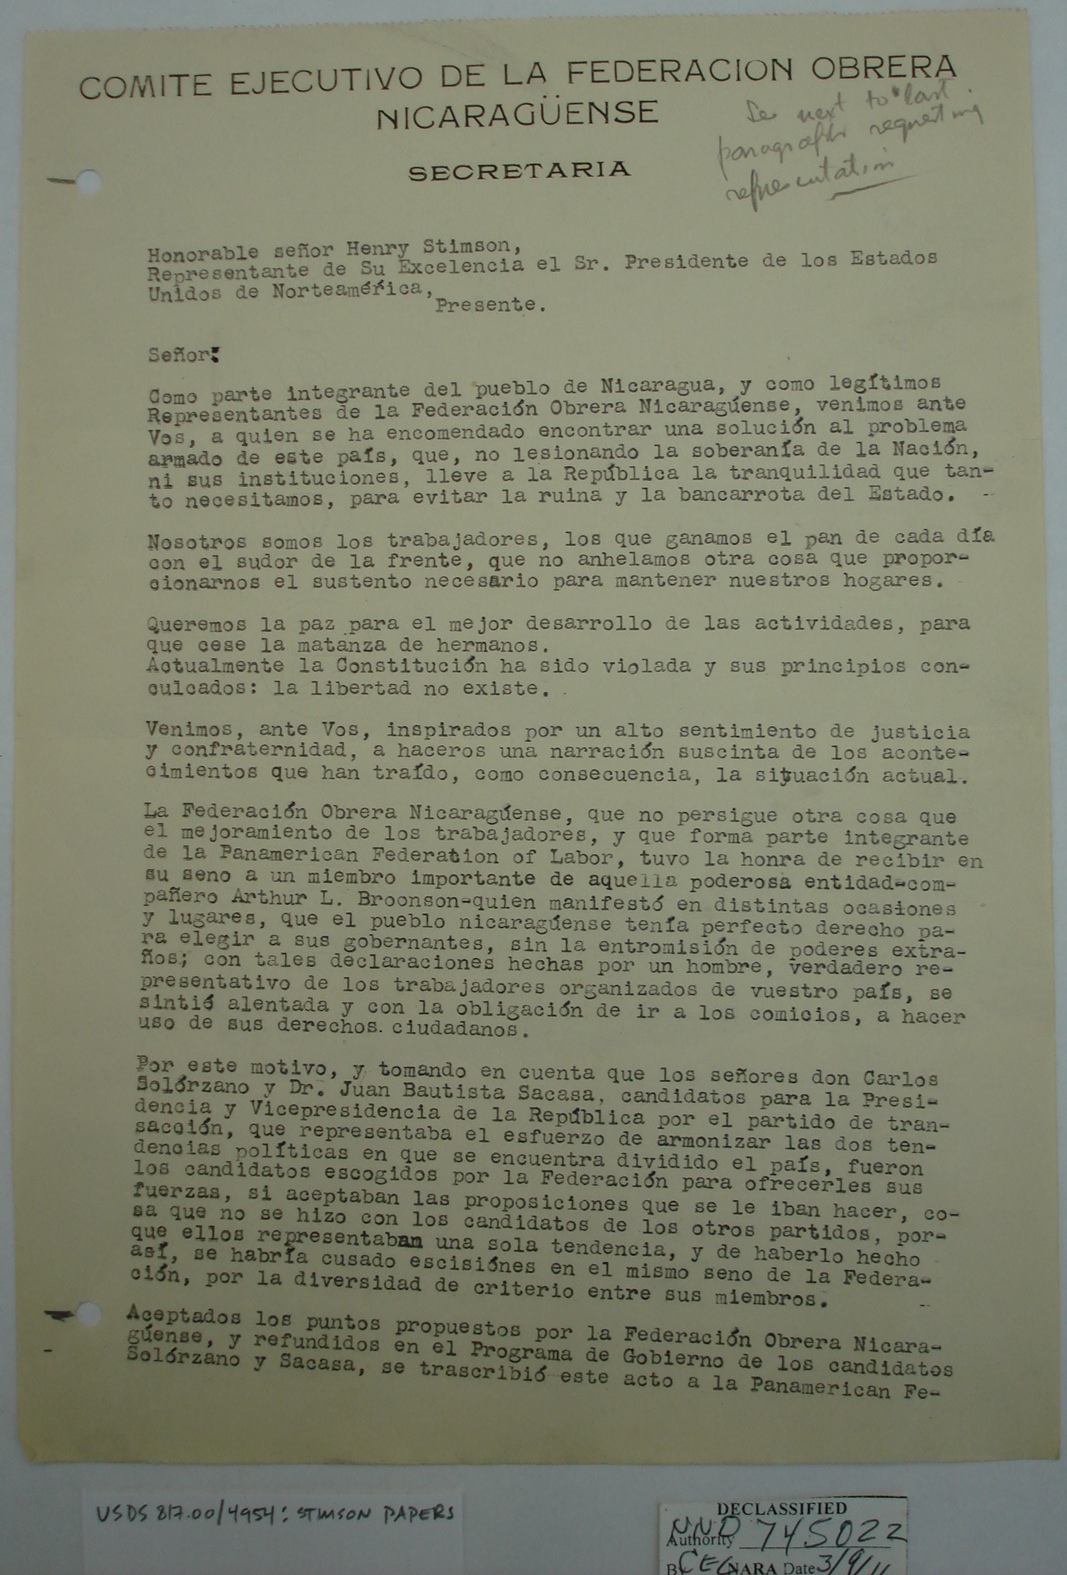 COMITE EJECUTIVO DE LA FEDERACION OBRERA
NICARAGÜENSE
SECRETARIA
See next to last
paragraphs requesting
representation
Honorable señor Henry Stimson,
Representante de Su Excelencia el Sr. Presidente de los Estados
Unidos de Norteamérica,
Presente.
Señor:
Como parte integrante del pueblo de Nicaragua, y como legítimos
Representantes de la Federación Obrera Nicaragúense, venimos ante
Vos, a quien se ha encomendado encontrar una solución al problema
armado de este país, que, no lesionando la soberanía de la Nación,
ni sus instituciones, lleve a la República la tranquilidad que tan-
to necesitamos, para evitar la ruina y la bancarrota del Estado. --
Nosotros somos los trabajadores, los que ganamos el pan de cada día
con el sudor de la frente, que no anhelamos otra cosa que propor-
cionarnos el sustento necesario para mantener nuestros hogares.
Queremos la paz para el mejor desarrollo de las actividades, para
que cese la matanza de hermanos.
Actualmente la Constitución ha sido violada y sus principios con-
culcados: la libertad no existe.
Venimos, ante Vos, inspirados por un alto sentimiento de justicia
y confraternidad, a haceros una narración suscinta de los aconte-
cimientos que han traído, como consecuencia, la situación actual.
La Federación Obrera Nicaragúense, que no persigue otra cosa que
el mejoramiento de los trabajadores, y que forma parte integrante
de la Panamerican Federation of Labor, tuvo la honra de recibir en
su seno a un miembro importante de aquella poderosa entidad-com-
pañero Arthur L. Broonson-quien manifestó en distintas ocasiones
y lugares, que el pueblo nicaragúense tenía perfecto derecho pa-
ra elegir a sus gobernantes, sin la entromisión de poderes extra-
ños; con tales declaraciones hechas por un hombre, verdadero re-
presentativo de los trabajadores organizados de vuestro país, se
sintió alentada y con la obligación de ir a los comicios, a hacer
uso de sus derechos. ciudadanos.
Por este motivo, y tomando en cuenta que los señores don Carlos
Solórzano y Dr. Juan Bautista Sacasa, candidatos para la Presi-
dencia y Vicepresidencia de la República por el partido de tran-
sacción, que representaba el esfuerzo de armonizar las dos ten-
dencias políticas en que se encuentra dividido el país, fueron
los candidatos escogidos por la Federación para ofrecerles sus
fuerzas, si aceptaban las proposiciones que se le iban hacer, co-
sa que no se hizo con los candidatos de los otros partidos, por-
que ellos representaban una sola tendencia, y de haberlo hecho
así, se habría cusado escisiónes en el mismo seno de la Federa-
ción, por la diversidad de criterio entre sus miembros. --
Aceptados los puntos propuestos por la Federación Obrera Nicara-
gúense, y refundidos en el Programa de Gobierno de los candidatos
Solórzano y Sacasa, se trascribió este acto a la Panamerican Fe-
USDS 817.00/4954: STIMSON PAPERS
DECLASSIFIED
Authority NND 745022
B CEG NARA Date 3/9/11